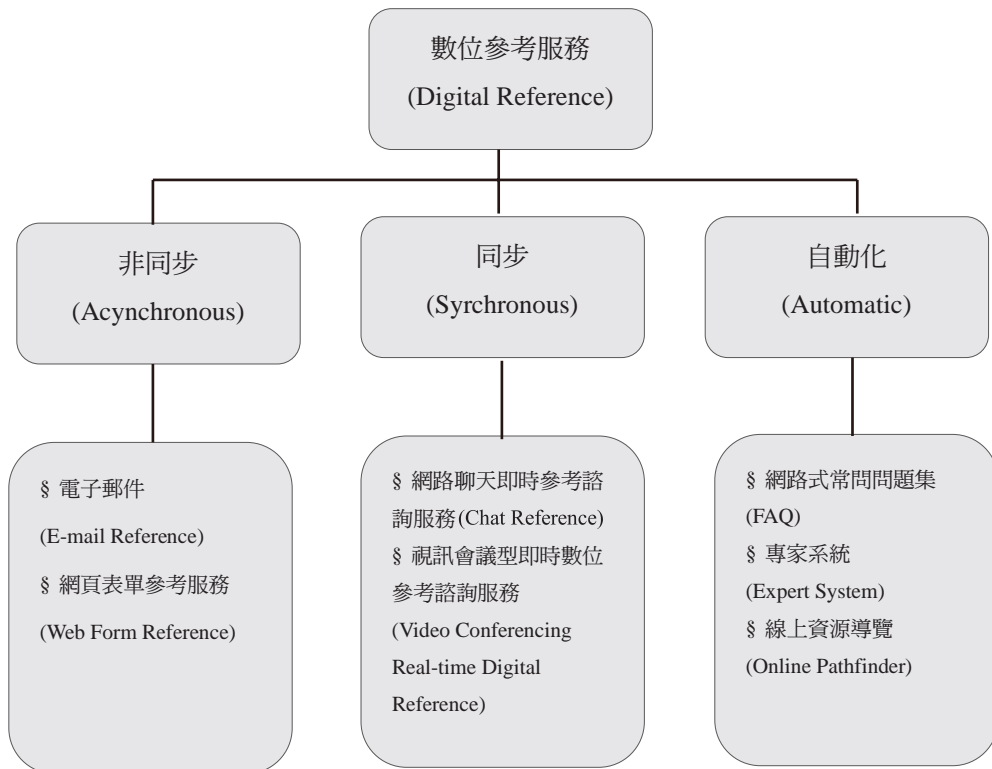 數位參考服務
(Digital Reference)
非同步
(Acynchronous)
同步
(Syrchronous)
自動化
(Automatic)
§ 電子郵件
(E-mail Reference)
§ 網頁表單參考服務
(Web Form Reference)
§ 網路聊天即時參考諮
詢服務(Chat Reference)
§ 視訊會議型即時數位
參考諮詢服務
(Video Conferencing
Real-time Digital
Reference)
§ 網路式常問問題集
(FAQ)
§ 專家系統
(Expert System)
§ 線上資源導覽
(Online Pathfinder)